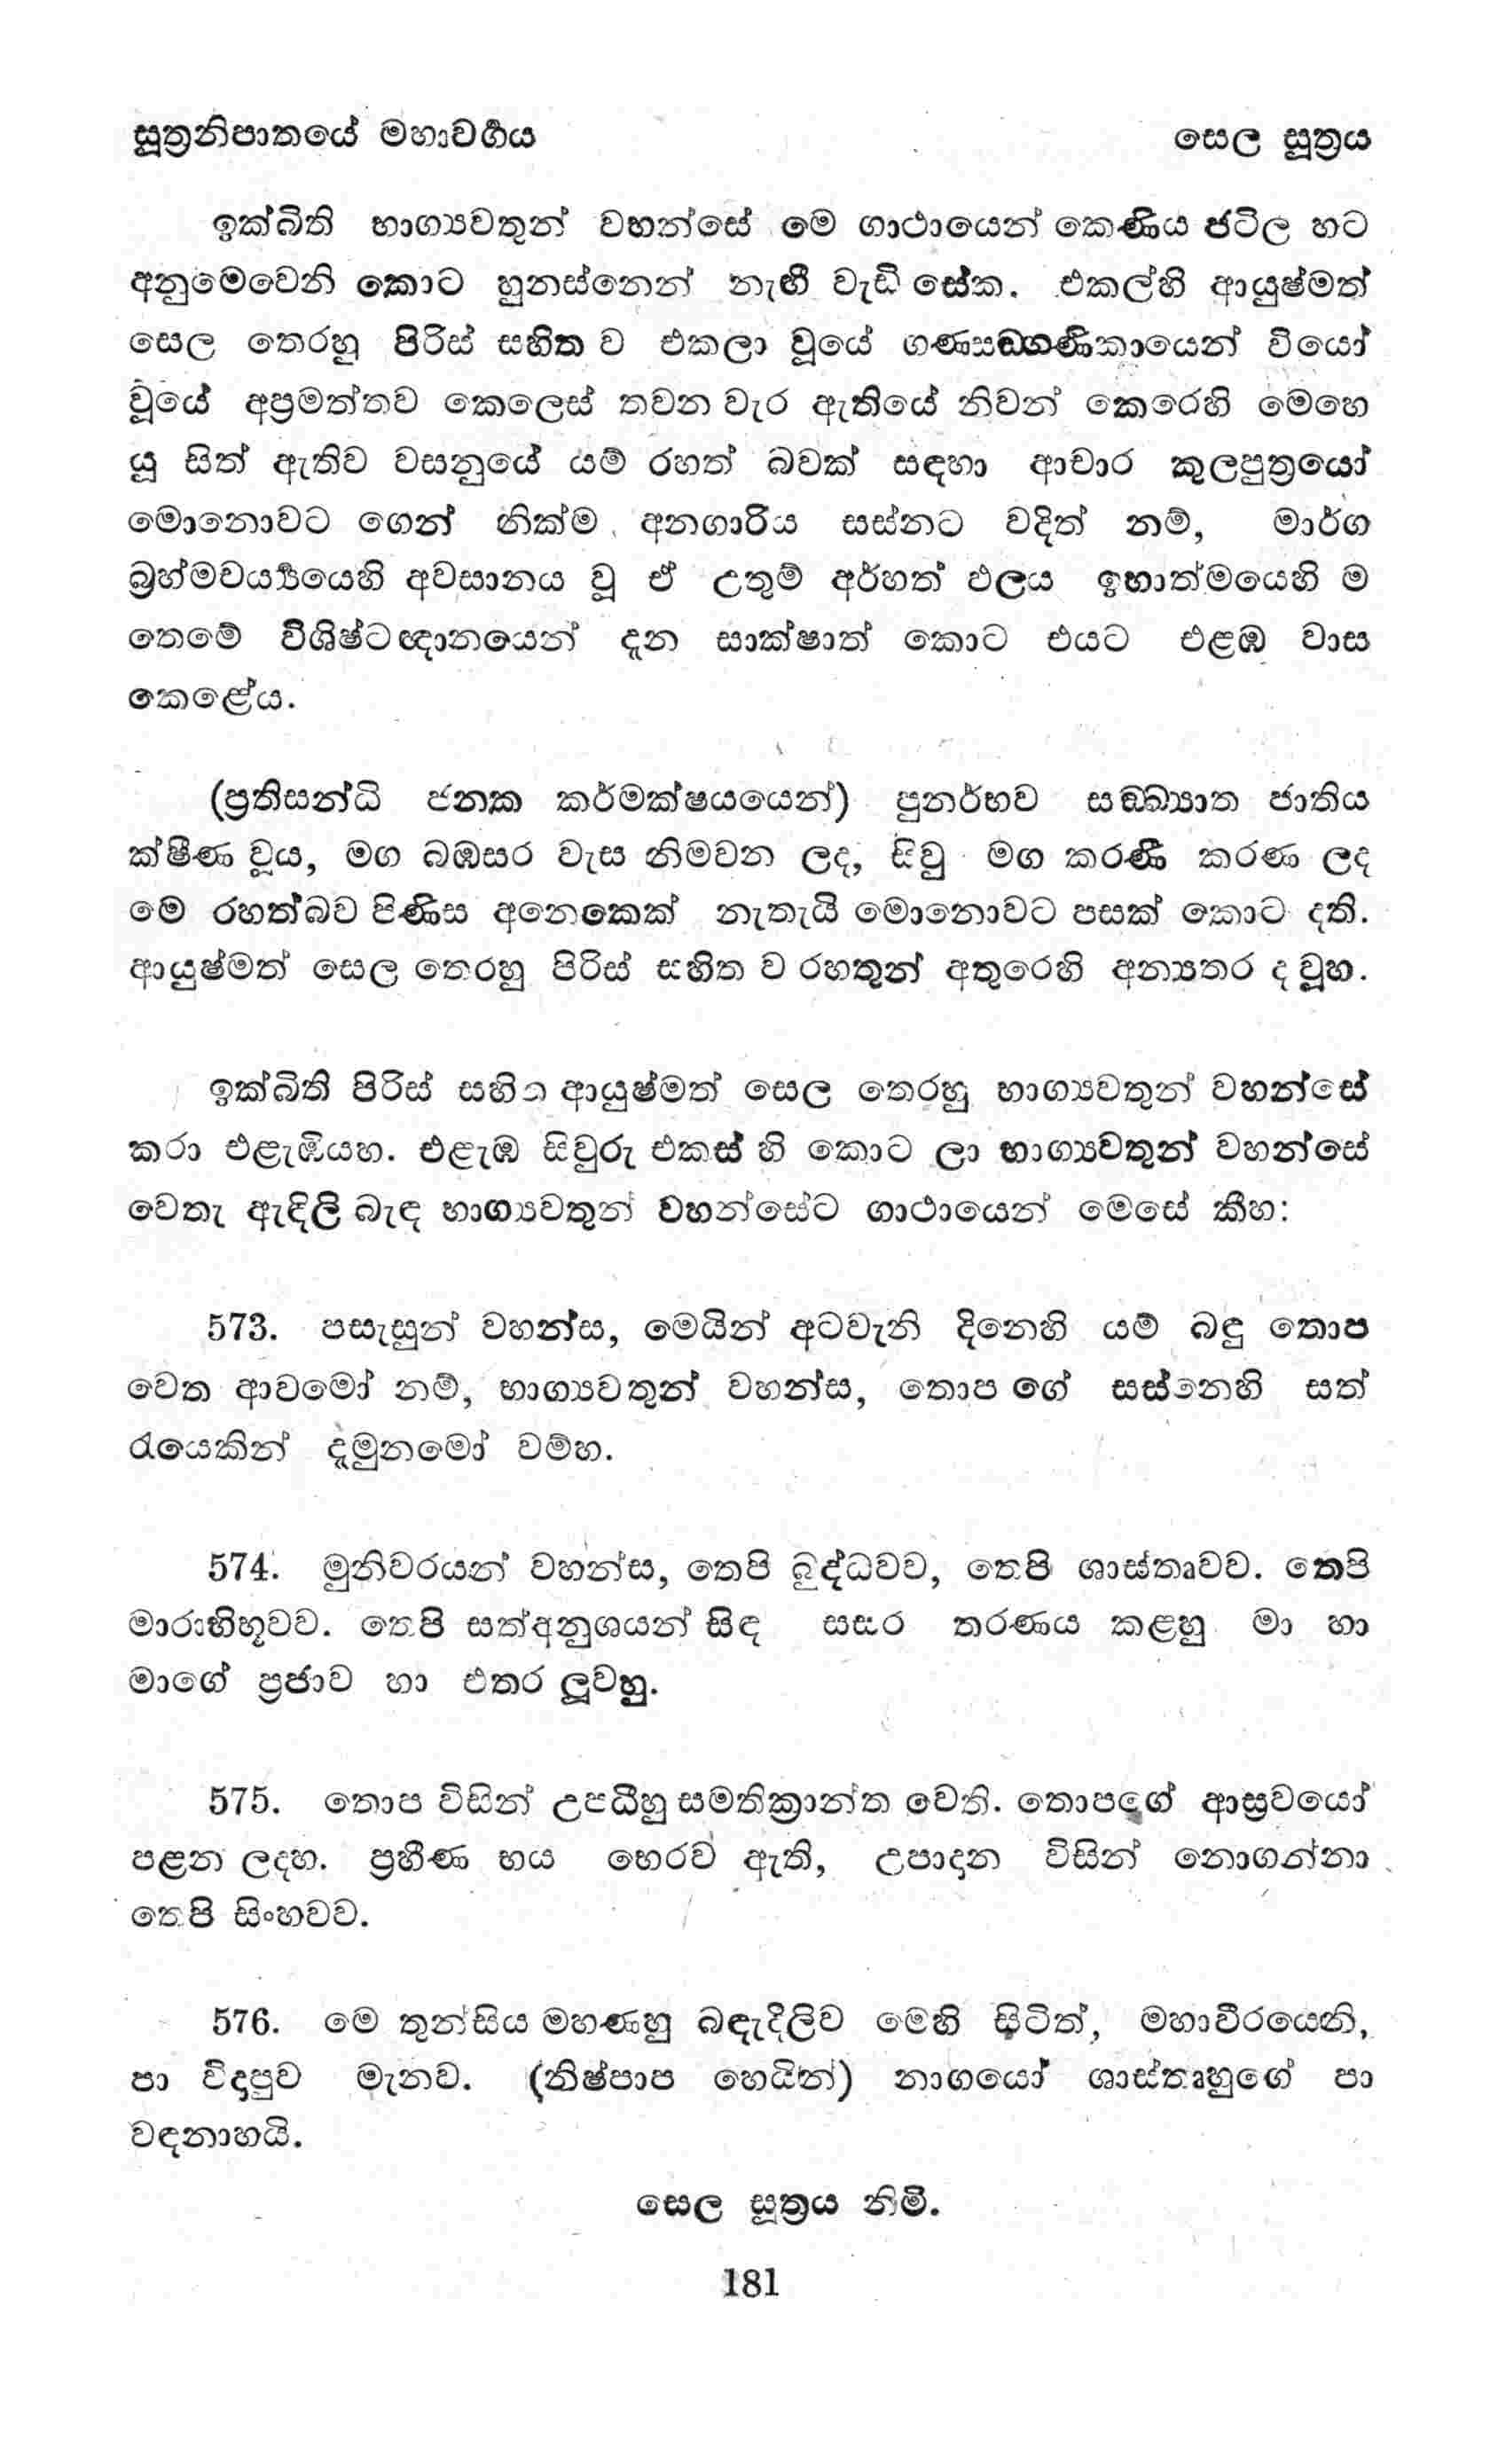 සූත්‍රනිපාතයේ මහාවර්‍ගය සෙල සූත්‍රය
ඉක්බිති භාග්‍යවතුන් වහන්සේ මෙ ගාථායෙන් කෙණිය ජටිල හට
අනුමෙවෙනි කොට හුනස්නෙන් නැඟී වැඩි සේක. එකල්හි ආයුෂ්මත්
සෙල තෙරහු පිරිස් සහිත ව එකලා වූයේ ගණසඞ්ගණිකායෙන් වියෝ
වූයේ අප්‍රමත්තව කෙලෙස් තවන වැර ඇතියේ නිවන් කෙරෙහි මෙහෙ
යූ සිත් ඇතිව වසනුයේ යම් රහත් බවක් සඳහා ආචාර කුලපුත්‍රයෝ
මොනොවට ගෙන් නික්ම අනගාරිය සස්නට වදිත් නම්, මාර්ග
බ්‍රහ්මචර්‍ය්‍යයෙහි අවසානය වූ ඒ උතුම් අර්හත් ඵලය ඉහාත්මයෙහි ම
තෙමේ විශිෂ්ටඥානයෙන් දැන සාක්ෂාත් කොට එයට එළඹ වාස
කෙළේය.
(ප්‍රතිසන්ධි ජනක කර්මක්ෂයයෙන්) පුනර්භව සඞ්ඛ්‍යාත ජාතිය
ක්ෂීණ වූය, මග බඹසර වැස නිමවන ලද, සිවු මග කරණී කරණ ලද
මේ රහත්බව පිණිස අනෙකෙක් නැතැයි මොනොවට පසක් කොට දති.
ආයුෂ්මත් සෙල තෙරහු පිරිස් සහිත ව රහතුන් අතුරෙහි අන්‍යතර ද වූහ.
ඉක්බිති පිරිස් සහිත ආයුෂ්මත් සෙල තෙරහු භාග්‍යවතුන් වහන්සේ
කරා එළැඹියහ. එළැඹ සිවුරු එකස් හි කොට ලා භාග්‍යවතුන් වහන්සේ
වෙතැ ඇඳිලි බැඳ භාග්‍යවතුන් වහන්සේට ගාථායෙන් මෙසේ කීහ:
573. පසැසුන් වහන්ස, මෙයින් අටවැනි දිනෙහි යම් බඳු තොප
වෙත ආවමෝ නම්, භාග්‍යවතුන් වහන්ස, තොප ගේ සස්නෙහි සත්
රැයෙකින් දැමුනමෝ වම්හ.
574. මුනිවරයන් වහන්ස, තෙපි බුද්ධවව, තෙපි ශාස්තෘවව. තෙපි
මාරාභිභූවව. තෙපි සත්අනුශයන් සිඳ සසර තරණය කළහු මා හා
මාගේ ප්‍රජාව හා එතර ලූවහු.
575. තොප විසින් උපධීහු සමතික්‍රාන්ත වෙති. තොපගේ ආස්‍රවයෝ
පළන ලදහ. ප්‍රහීණ භය භෙරව ඇති, උපාදාන විසින් නොගන්නා
තෙපි සිංහවව.
576. මෙ තුන්සිය මහණහු බඳැදිලිව මෙහි සිටිත්, මහාවීරයෙනි,
පා විදාපුව මැනව. (නිෂ්පාප හෙයින්) නාගයෝ ශාස්තෘහුගේ පා
වඳනාහයි.
සෙල සූත්‍රය නිමි.
181